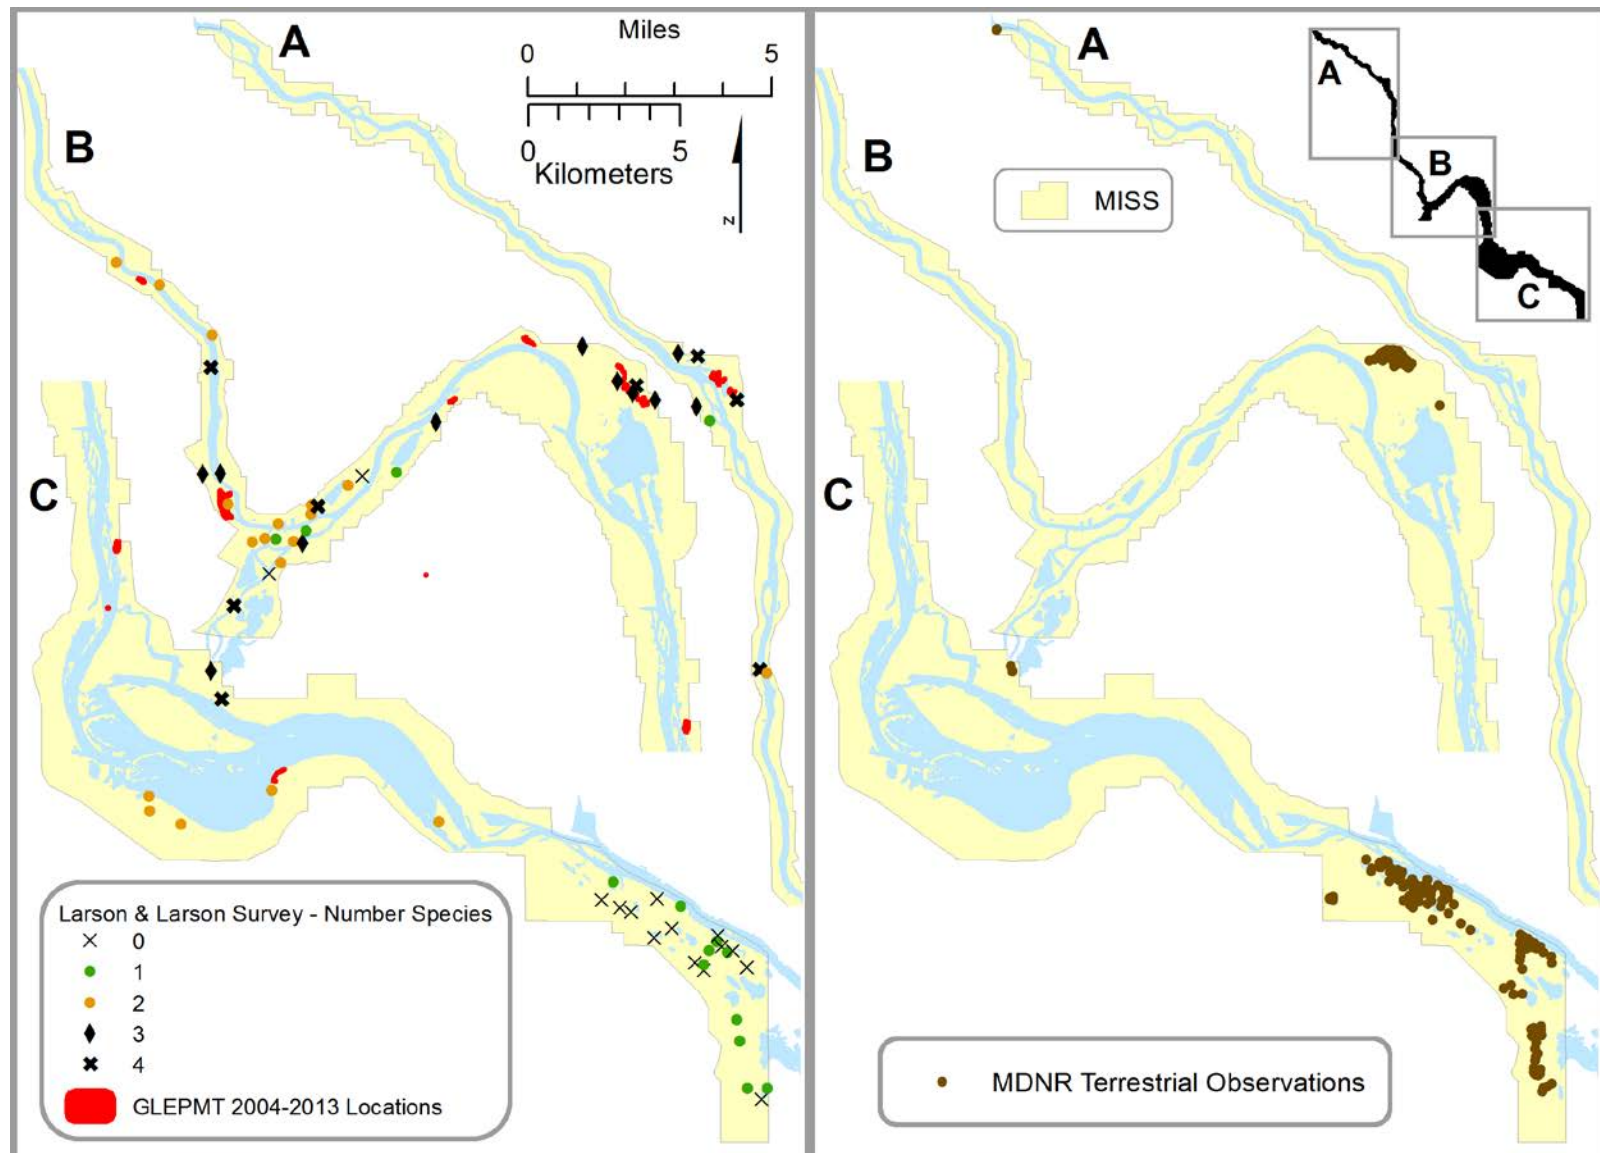 A
Miles
0 5
0 5
Kilometers
N
B
C
Larson & Larson Survey - Number Species
0
1
2
3
4
GLEPMT 2004-2013 Locations
A
B
C
MISS
A
B
C
MDNR Terrestrial Observations